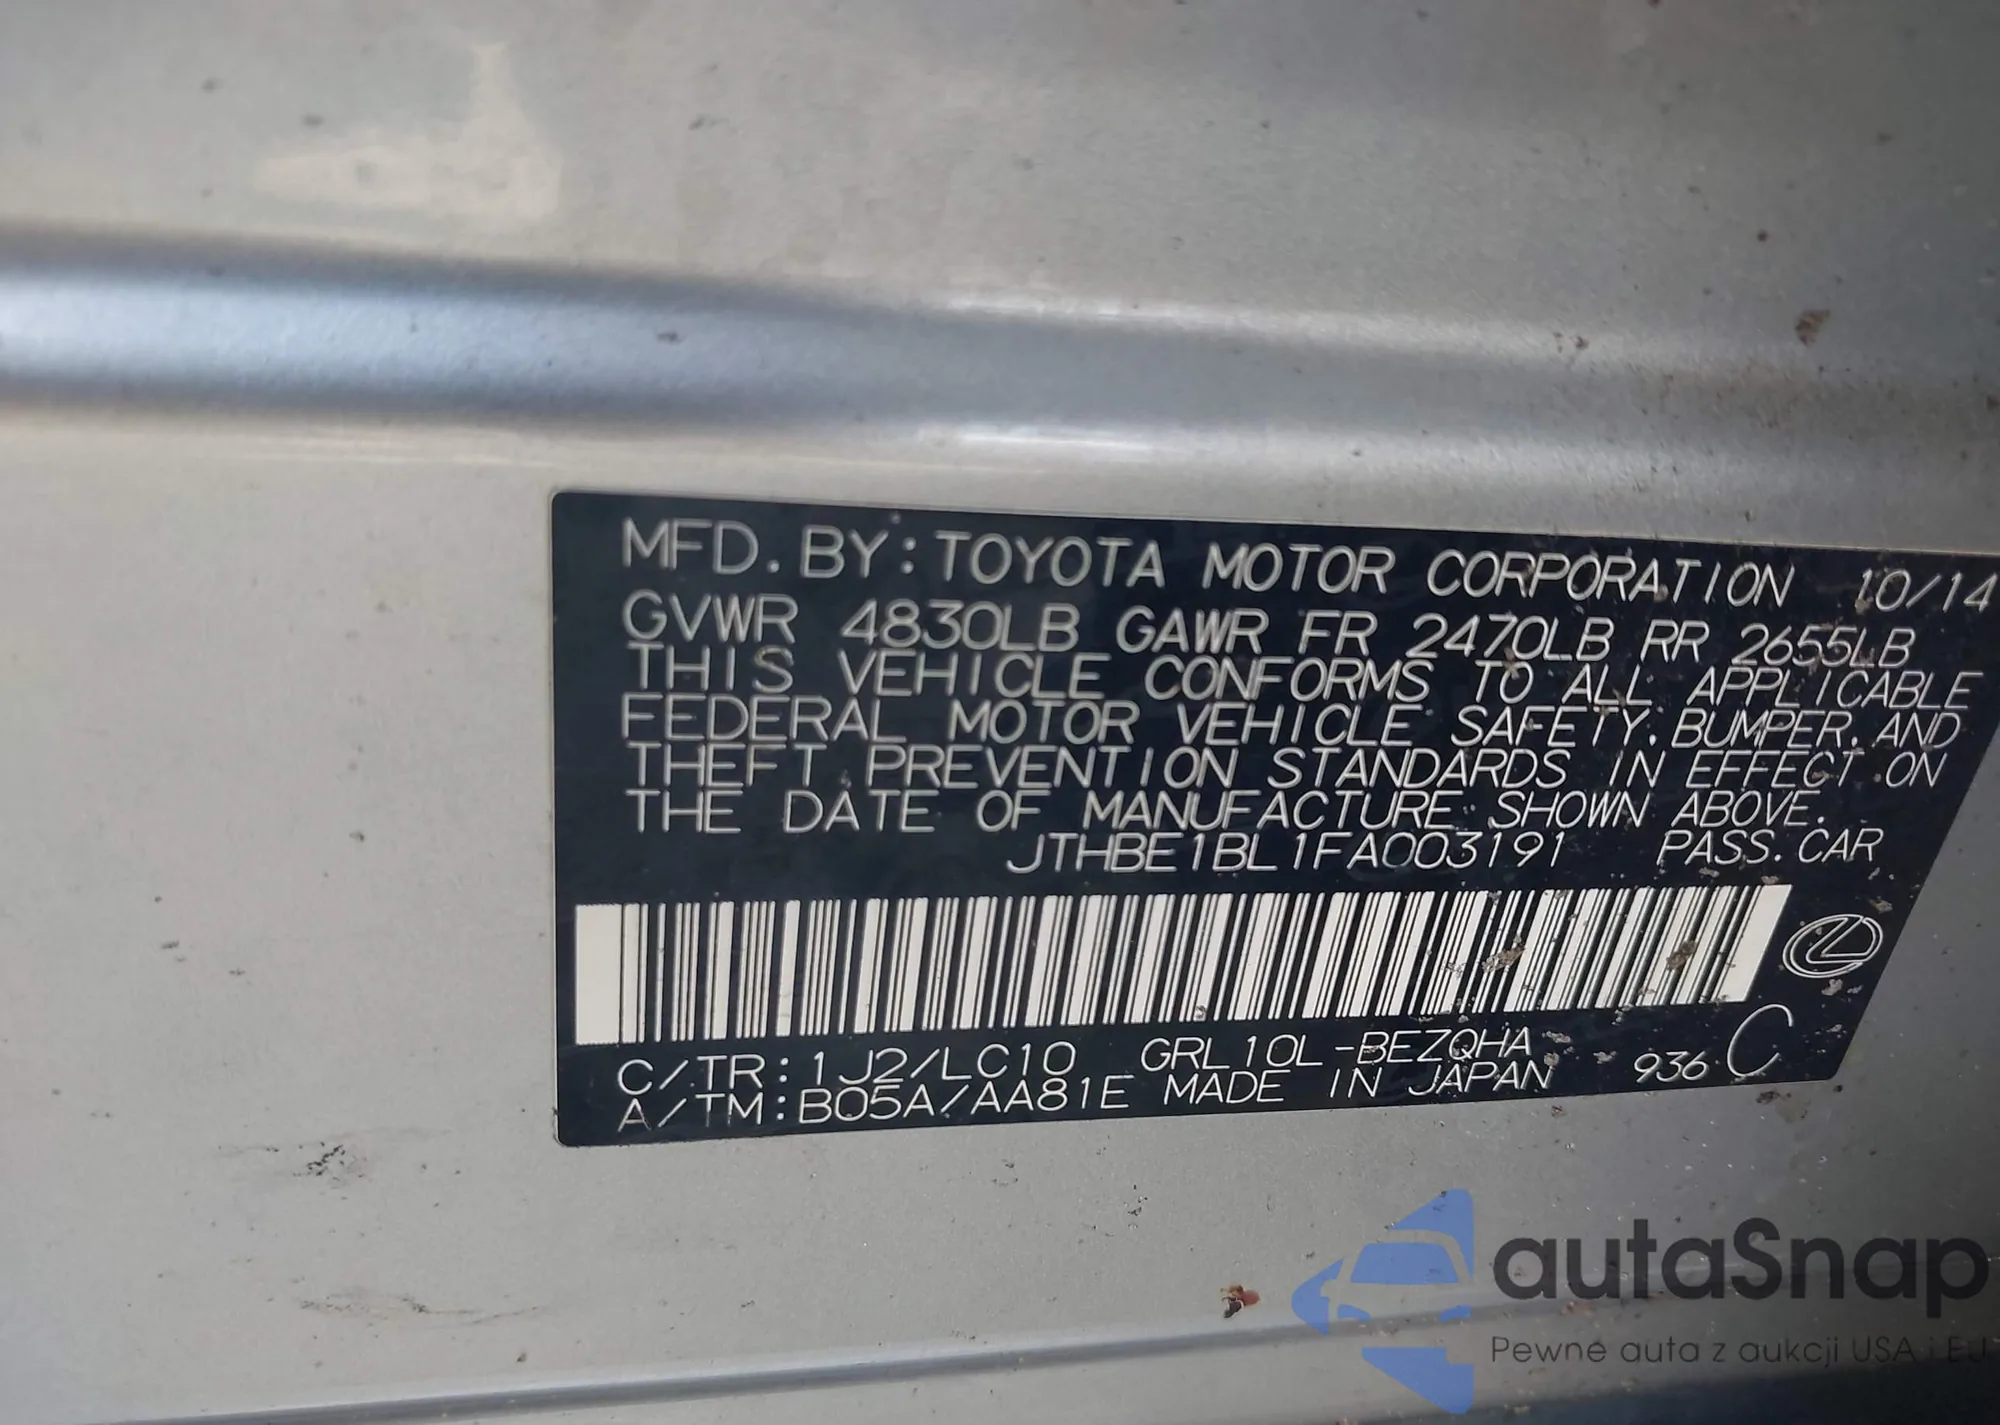 MFD. BY: TOYOTA MOTOR CORPORATION 10/14
GVWR 4830LB GAWR FR 2470LB RR 2655LB
THIS VEHICLE CONFORMS TO ALL APPLICABLE
FEDERAL MOTOR VEHICLE SAFETY, BUMPER, AND
THEFT PREVENTION STANDARDS IN EFFECT ON
THE DATE OF MANUFACTURE SHOWN ABOVE.
JTHBE1BL1FA003191 PASS. CAR
C/TR: 1J2/LC10 GRL10L-BEZQHA
A/TM: B05A/AA81E MADE IN JAPAN 936 C
autaSnap
Pewne auta z aukcji USA i EU